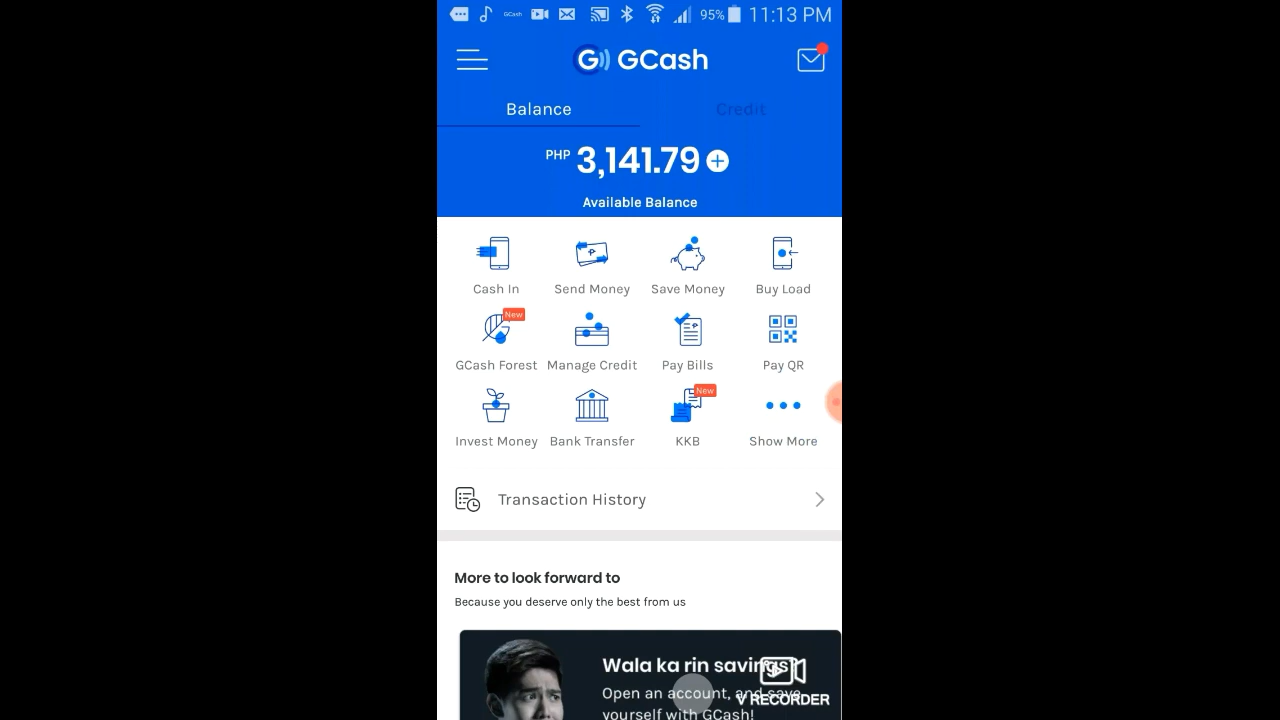 GCash 95% 11:13 PM
G GCash
Balance Credit
PHP 3,141.79
Available Balance
Cash In Send Money Save Money Buy Load
New
GCash Forest Manage Credit Pay Bills Pay QR
New
Invest Money Bank Transfer KKB Show More
Transaction History
More to look forward to
Because you deserve only the best from us
Wala ka rin savings?
Open an account, and save
V RECORDER
yourself with GCash!